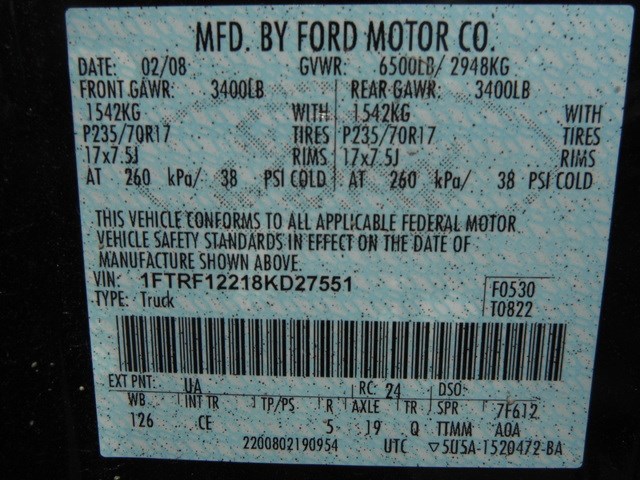 MFD. BY FORD MOTOR CO.
DATE: 02/08 GVWR: 6500LB/ 2948KG
FRONT GAWR: 3400LB REAR GAWR: 3400LB
1542KG WITH 1542KG WITH
P235/70R17 TIRES P235/70R17 TIRES
17x7.5J RIMS 17x7.5J RIMS
AT 260 kPa/ 38 PSI COLD AT 260 kPa/ 38 PSI COLD
THIS VEHICLE CONFORMS TO ALL APPLICABLE FEDERAL MOTOR
VEHICLE SAFETY STANDARDS IN EFFECT ON THE DATE OF
MANUFACTURE SHOWN ABOVE.
VIN: 1FTRF12218KD27551 F0530
TYPE: Truck T0822
EXT PNT: UA RC: 24 DSO:
WB INT TR TP/PS R AXLE TR SPR 7F612
126 CE 5 19 Q TTMM AOA
2200802190954 UTC ▽5U5A-1520472-BA